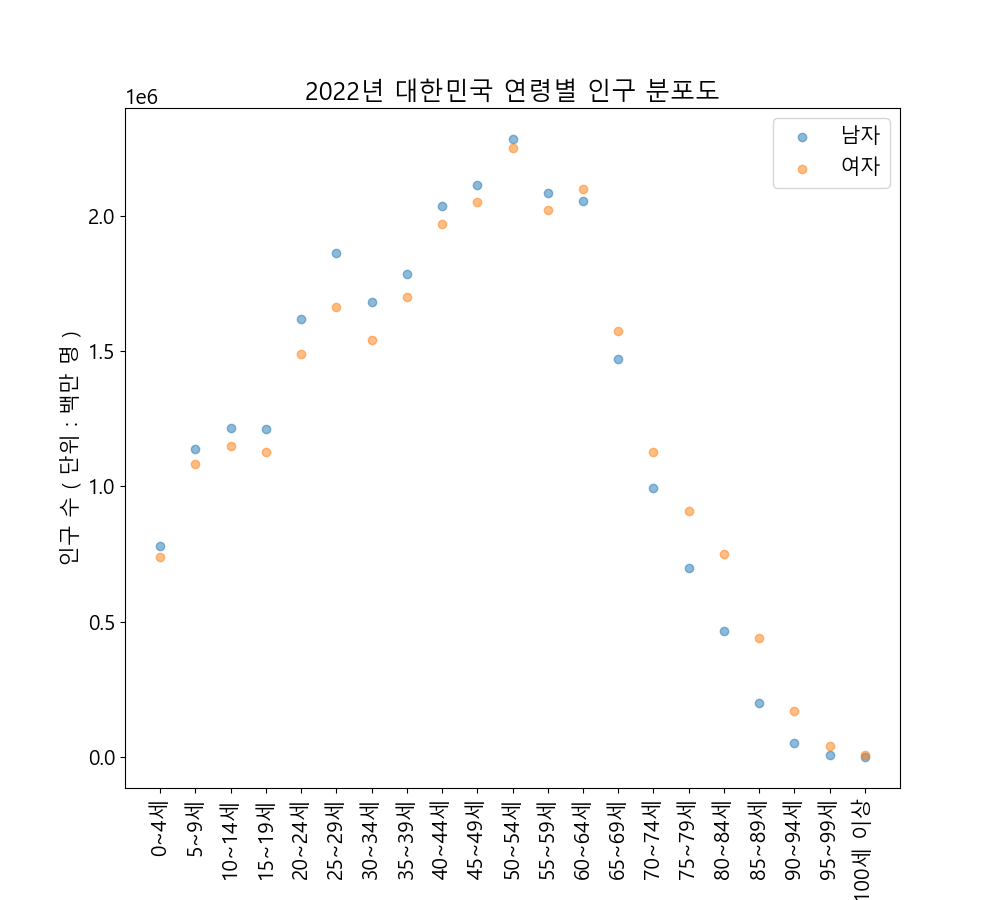 2022년 대한민국 연령별 인구 분포도
1e6
남자
여자
인구 수 ( 단위 : 백만 명 )
2.0
1.5
1.0
0.5
0.0
0~4세
5~9세
10~14세
15~19세
20~24세
25~29세
30~34세
35~39세
40~44세
45~49세
50~54세
55~59세
60~64세
65~69세
70~74세
75~79세
80~84세
85~89세
90~94세
95~99세
100세 이상